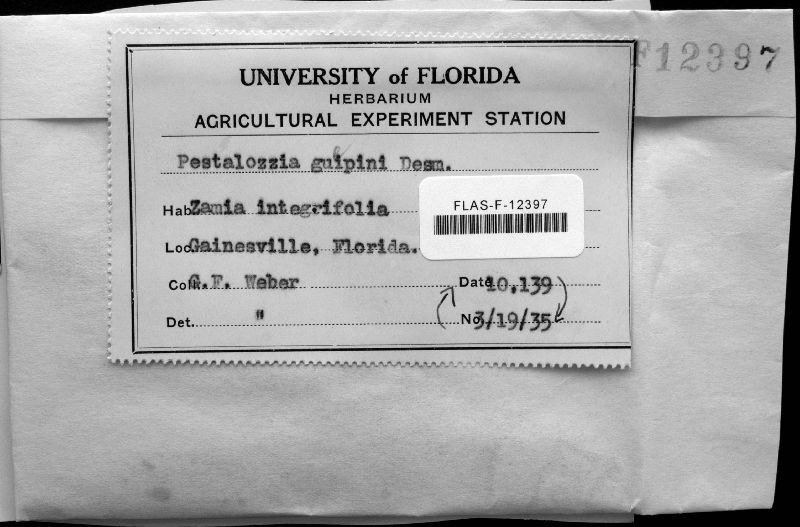 F12397
UNIVERSITY of FLORIDA
HERBARIUM
AGRICULTURAL EXPERIMENT STATION
Pestalozzia guipini Desm.
Hab. Zamia integrifolia
FLAS-F-12397
Loc. Gainesville, Florida.
Coll. G.F. Weber Date 10,139
Det. " No. 3/19/35